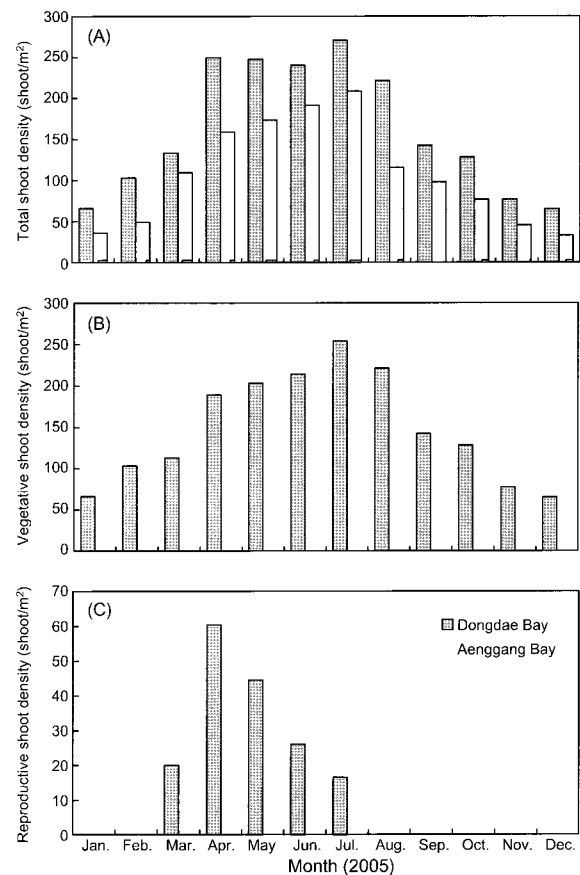 (A)
Total shoot density (shoot/m²)
300
250
200
150
100
50
0
(B)
Vegetative shoot density (shoot/m²)
300
250
200
150
100
50
0
(C)
Reproductive shoot density (shoot/m²)
70
60
50
40
30
20
10
0
Dongdae Bay
Aenggang Bay
Jan. Feb. Mar. Apr. May Jun. Jul. Aug. Sep. Oct. Nov. Dec.
Month (2005)